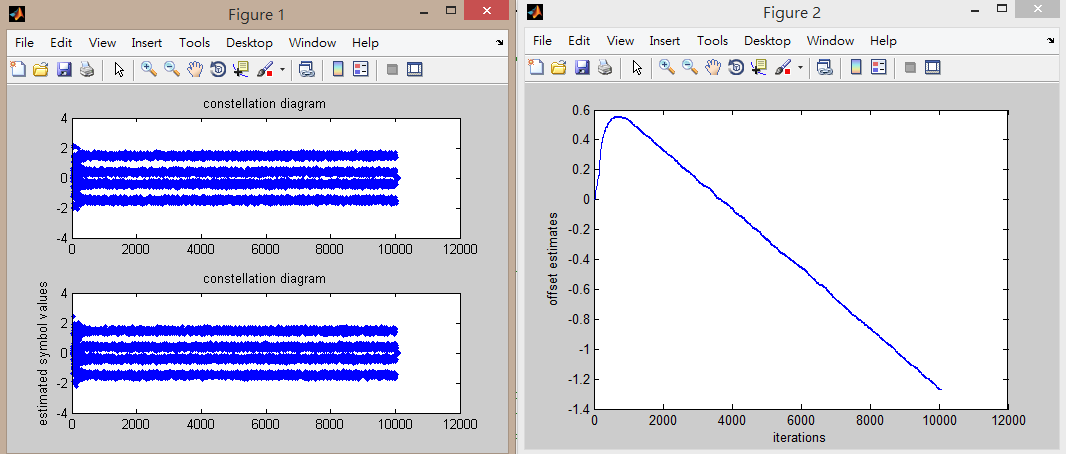 Figure 1
File Edit View Insert Tools Desktop Window Help
constellation diagram
4
2
0
-2
-4
0 2000 4000 6000 8000 10000 12000
constellation diagram
estimated symbol values
4
2
0
-2
-4
0 2000 4000 6000 8000 10000 12000
Figure 2
File Edit View Insert Tools Desktop Window Help
offset estimates
0.6
0.4
0.2
0
-0.2
-0.4
-0.6
-0.8
-1
-1.2
-1.4
0 2000 4000 6000 8000 10000 12000
iterations